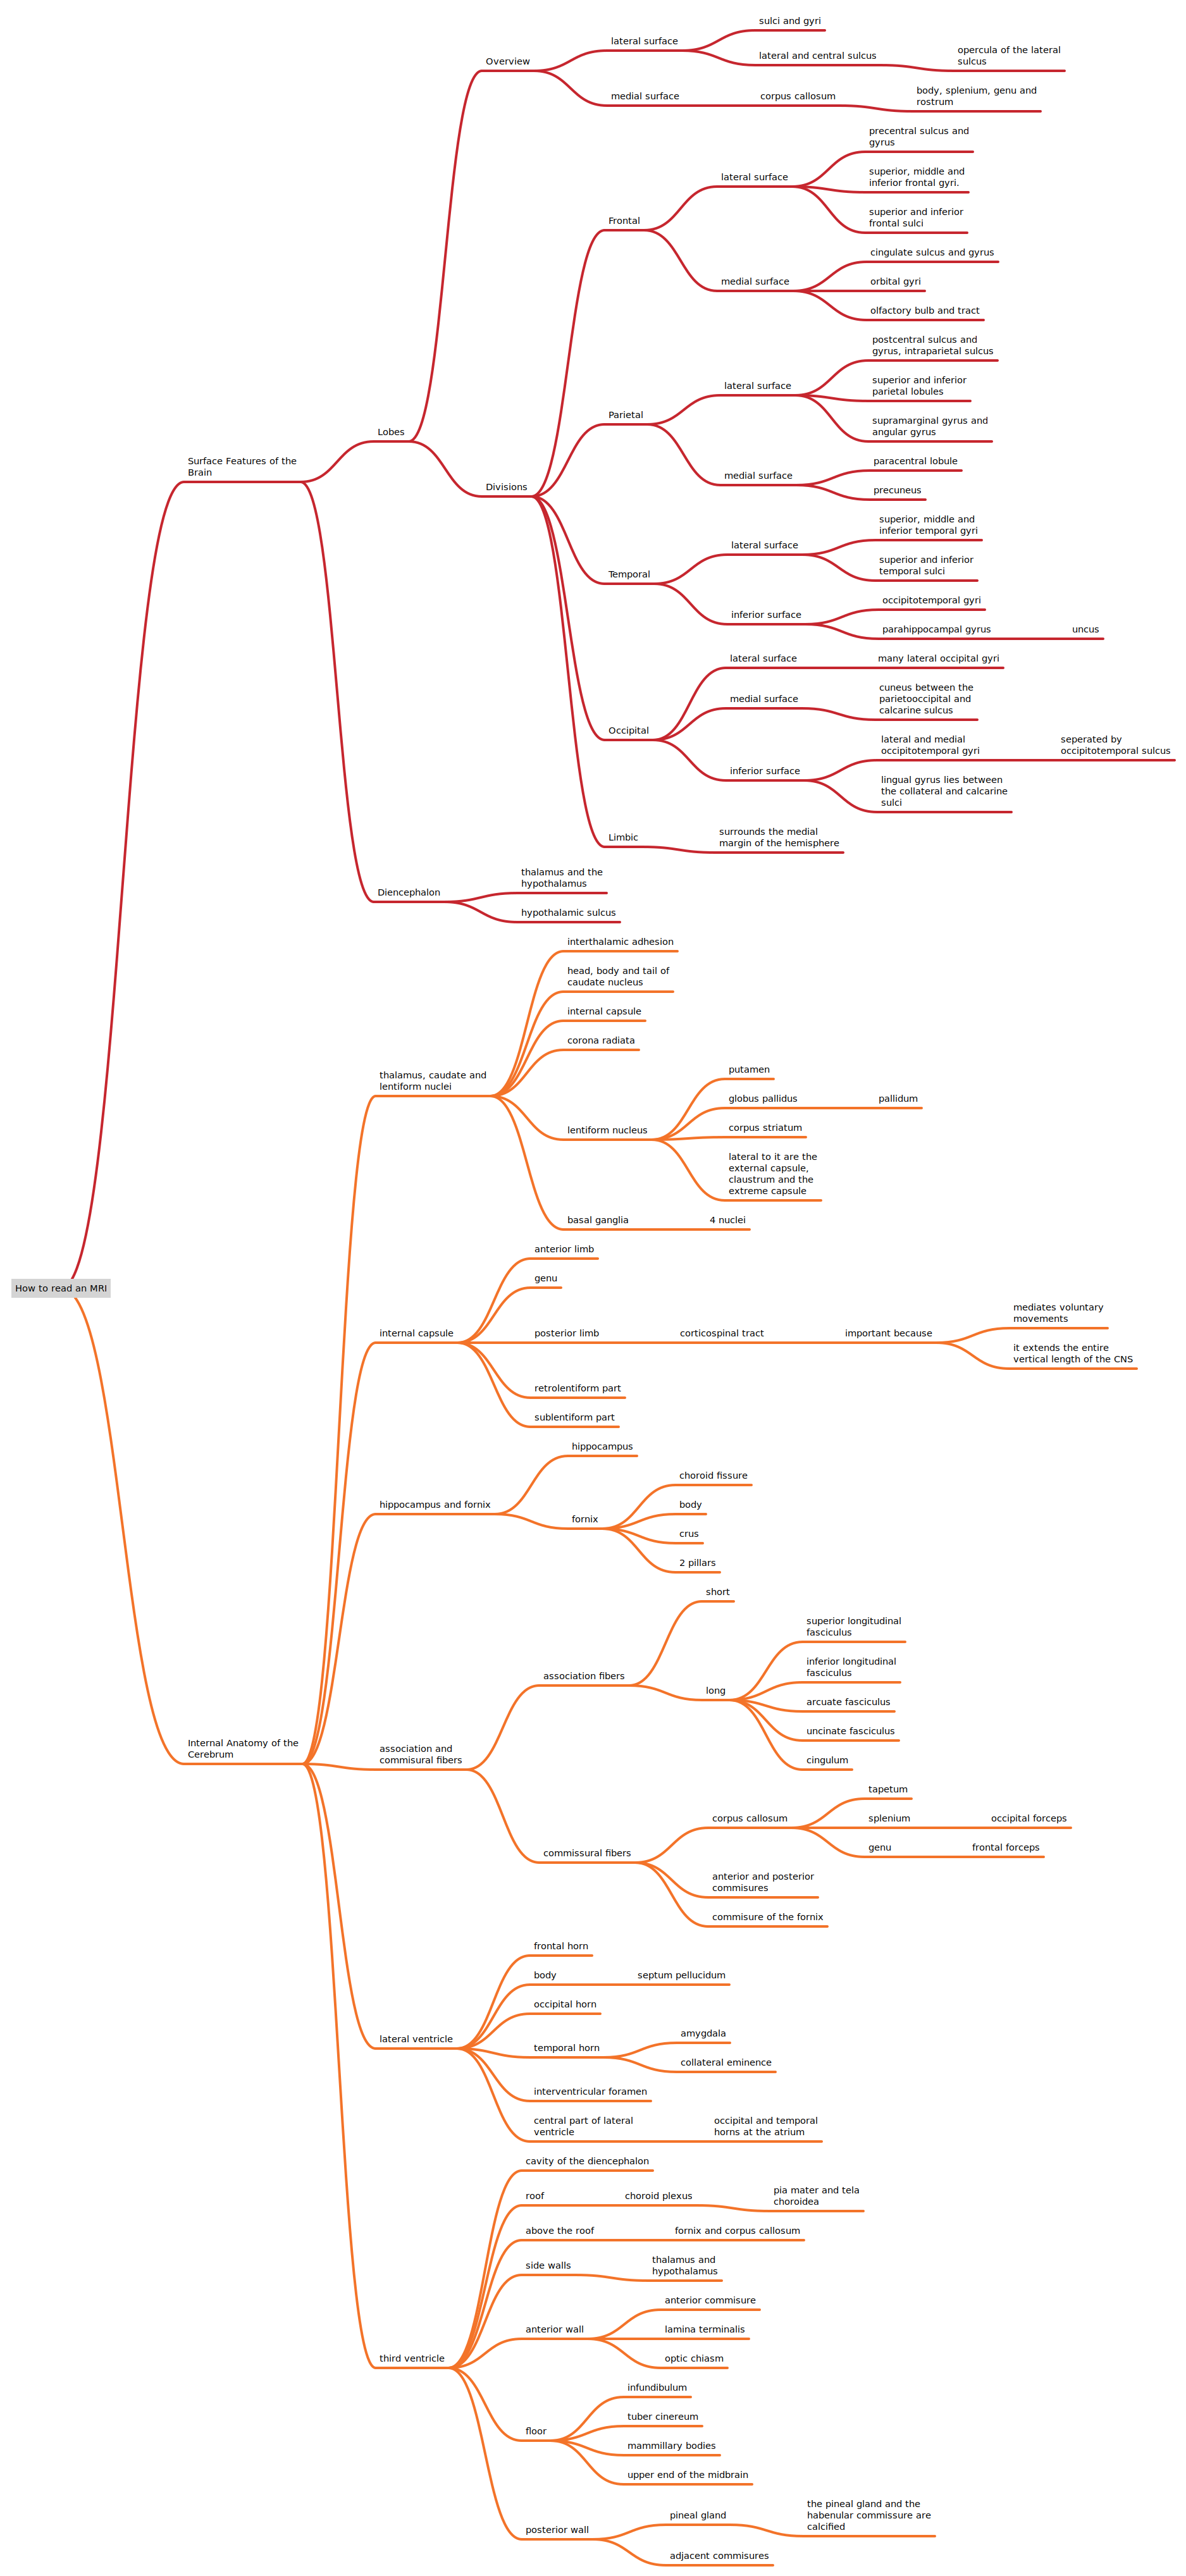 sulci and gyri
lateral surface
lateral and central sulcus
opercula of the lateral
sulcus
Overview
medial surface
corpus callosum
body, splenium, genu and
rostrum
precentral sulcus and
gyrus
lateral surface
superior, middle and
inferior frontal gyri.
superior and inferior
frontal sulci
Frontal
cingulate sulcus and gyrus
medial surface
orbital gyri
olfactory bulb and tract
postcentral sulcus and
gyrus, intraparietal sulcus
lateral surface
superior and inferior
parietal lobules
supramarginal gyrus and
angular gyrus
Parietal
Lobes
paracentral lobule
medial surface
precuneus
Surface Features of the
Brain
Divisions
superior, middle and
inferior temporal gyri
lateral surface
superior and inferior
temporal sulci
Temporal
occipitotemporal gyri
inferior surface
parahippocampal gyrus
uncus
lateral surface
many lateral occipital gyri
medial surface
cuneus between the
parietooccipital and
calcarine sulcus
Occipital
lateral and medial
occipitotemporal gyri
seperated by
occipitotemporal sulcus
inferior surface
lingual gyrus lies between
the collateral and calcarine
sulci
Limbic
surrounds the medial
margin of the hemisphere
Diencephalon
thalamus and the
hypothalamus
hypothalamic sulcus
interthalamic adhesion
head, body and tail of
caudate nucleus
internal capsule
corona radiata
thalamus, caudate and
lentiform nuclei
putamen
globus pallidus
pallidum
lentiform nucleus
corpus striatum
lateral to it are the
external capsule,
claustrum and the
extreme capsule
basal ganglia
4 nuclei
How to read an MRI
anterior limb
genu
internal capsule
posterior limb
corticospinal tract
important because
mediates voluntary
movements
it extends the entire
vertical length of the CNS
retrolentiform part
sublentiform part
hippocampus
hippocampus and fornix
choroid fissure
fornix
body
crus
2 pillars
short
association fibers
superior longitudinal
fasciculus
inferior longitudinal
fasciculus
long
arcuate fasciculus
uncinate fasciculus
cingulum
Internal Anatomy of the
Cerebrum
association and
commisural fibers
tapetum
corpus callosum
splenium
occipital forceps
genu
frontal forceps
commissural fibers
anterior and posterior
commisures
commisure of the fornix
frontal horn
body
septum pellucidum
occipital horn
lateral ventricle
temporal horn
amygdala
collateral eminence
interventricular foramen
central part of lateral
ventricle
occipital and temporal
horns at the atrium
cavity of the diencephalon
roof
choroid plexus
pia mater and tela
choroidea
above the roof
fornix and corpus callosum
side walls
thalamus and
hypothalamus
anterior commisure
anterior wall
lamina terminalis
optic chiasm
third ventricle
infundibulum
floor
tuber cinereum
mammillary bodies
upper end of the midbrain
posterior wall
pineal gland
the pineal gland and the
habenular commissure are
calcified
adjacent commisures